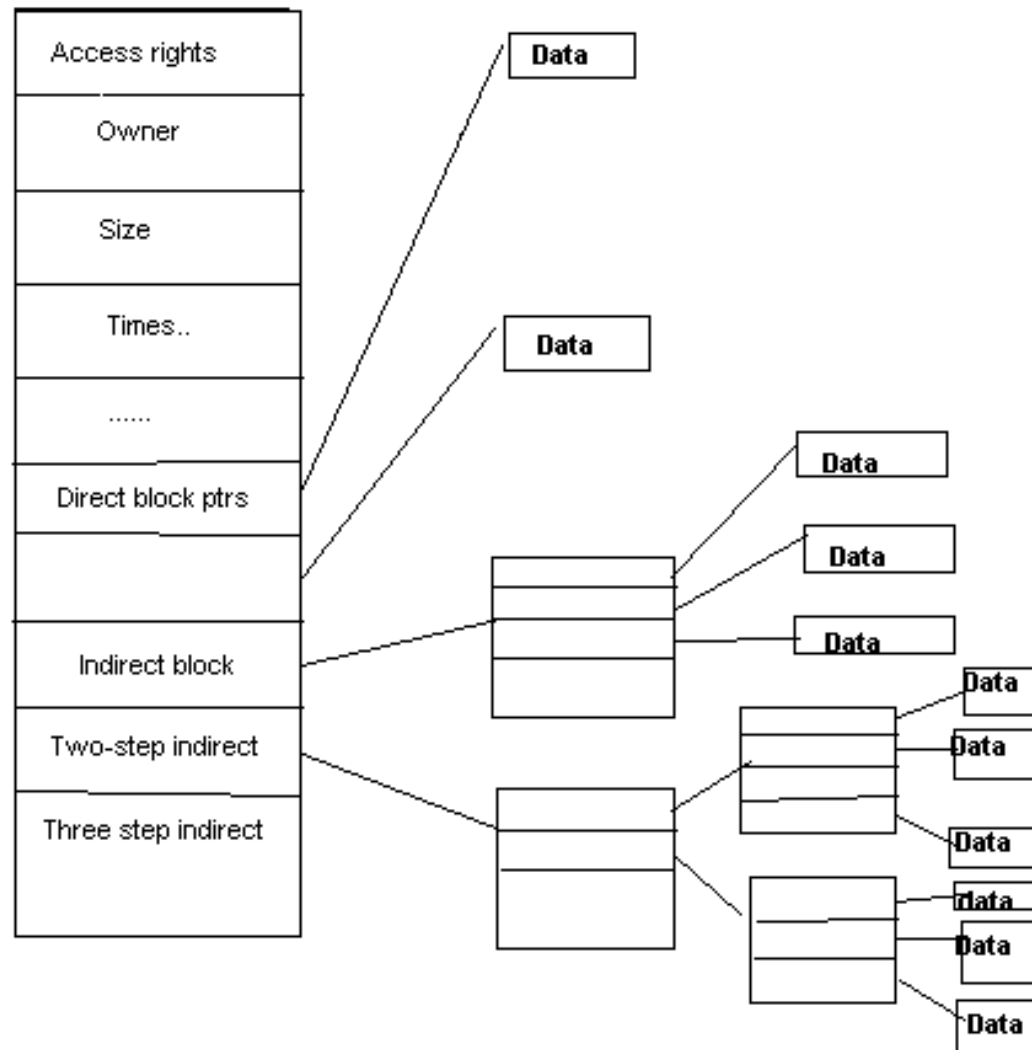 Access rights
Owner
Size
Times..
......
Direct block ptrs
Indirect block
Two-step indirect
Three step indirect
Data
Data
Data
Data
Data
Data
Data
Data
data
Data
Data